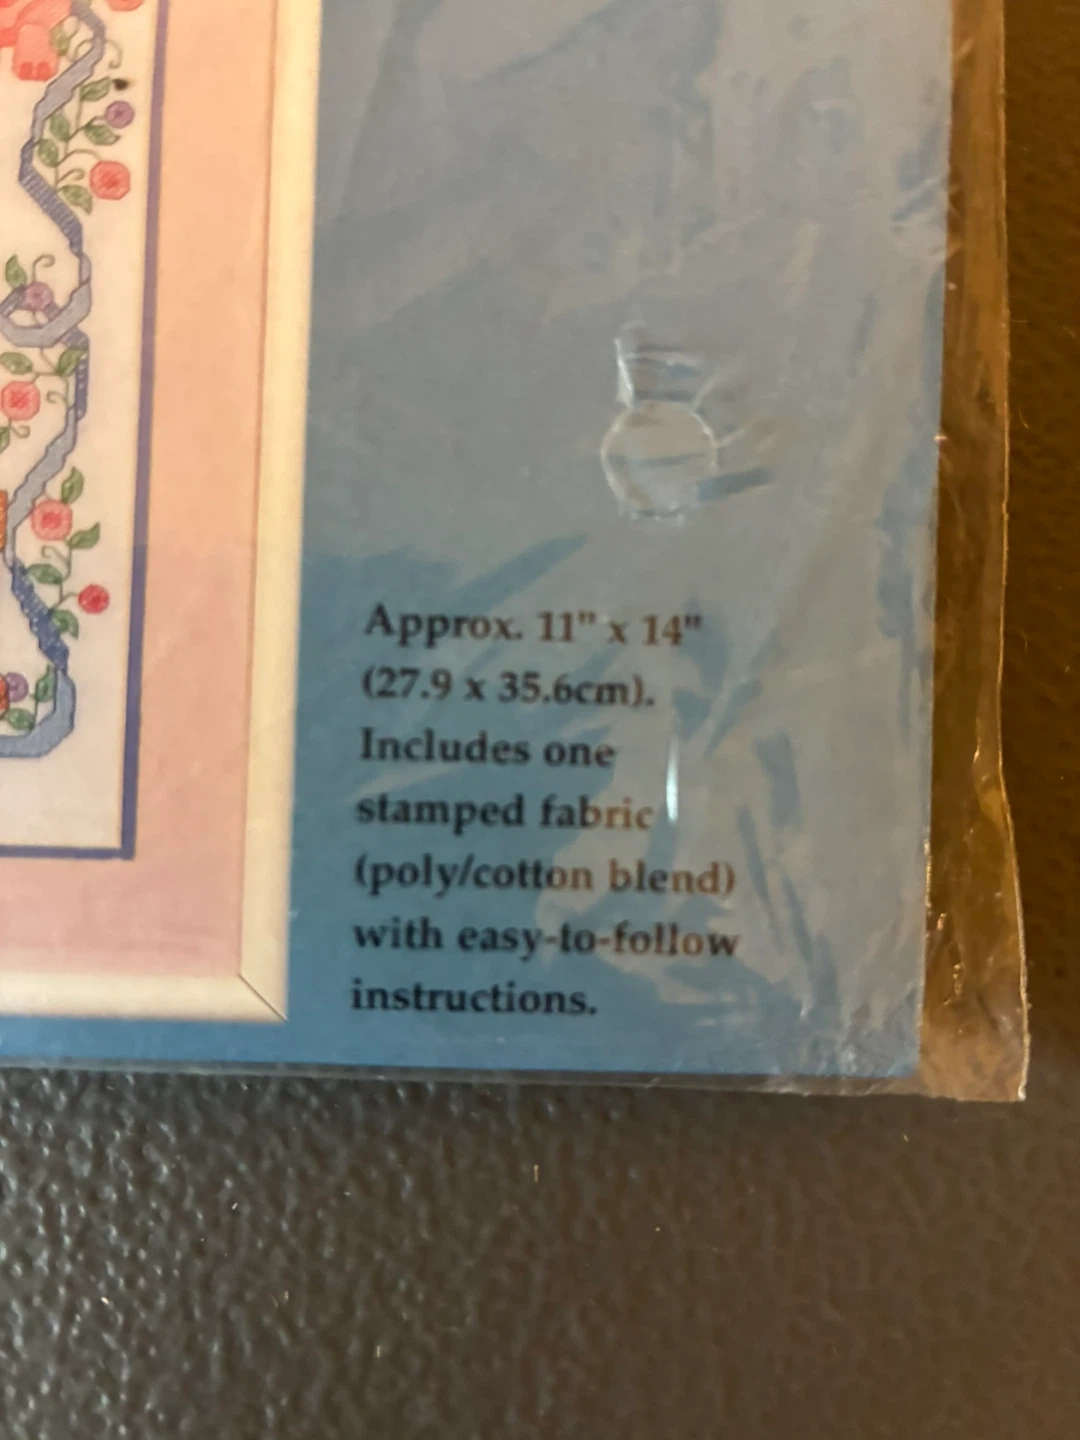 Approx. 11" x 14"
(27.9 x 35.6cm).
Includes one
stamped fabric
(poly/cotton blend)
with easy-to-follow
instructions.